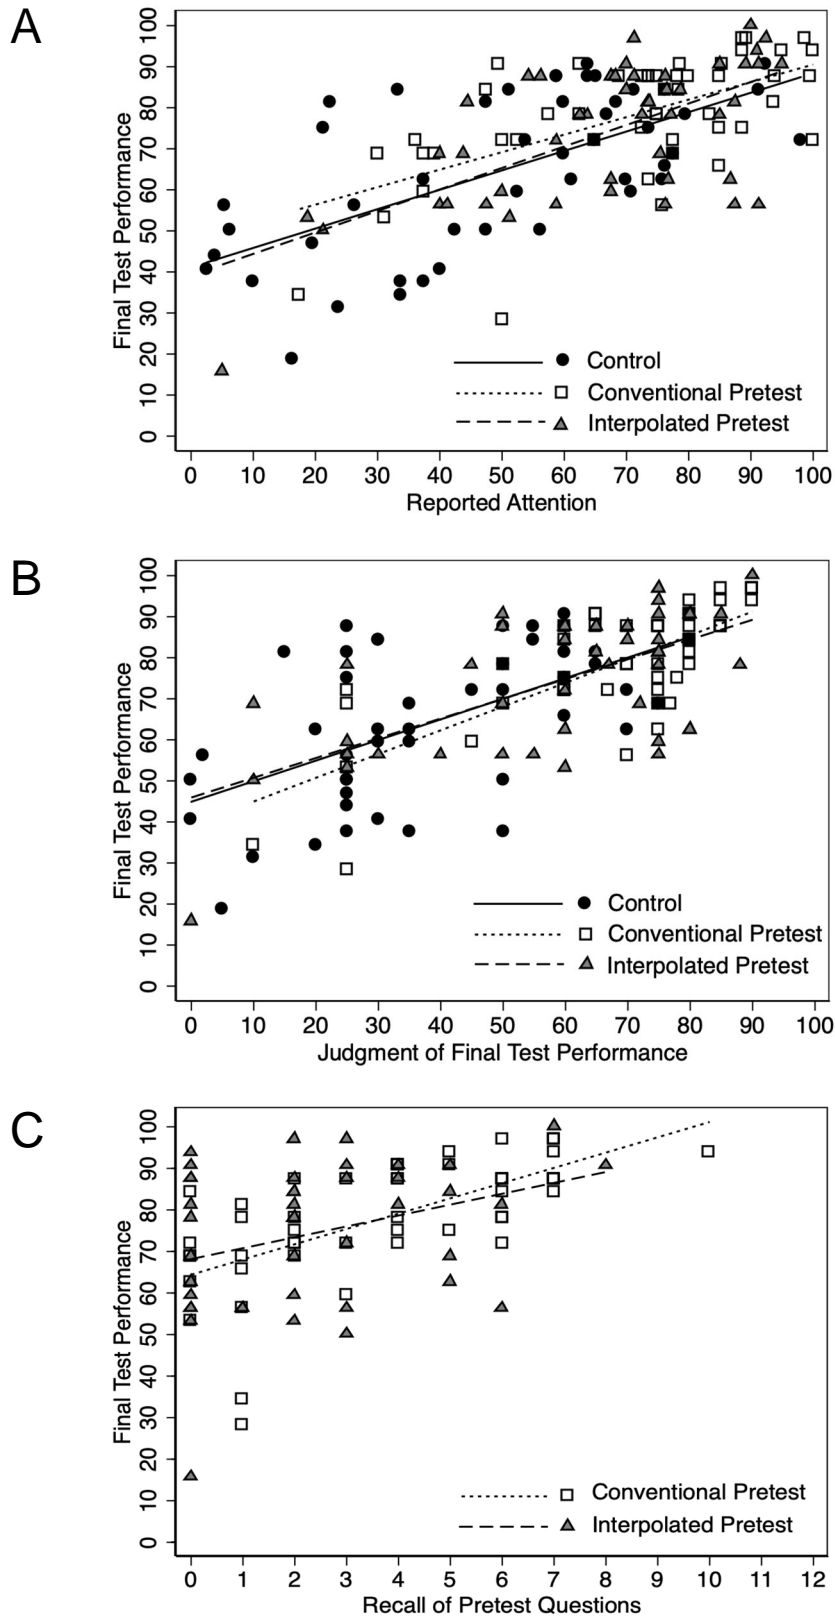 A
Final Test Performance
100
90
80
70
60
50
40
30
20
10
0
Control
Conventional Pretest
Interpolated Pretest
0 10 20 30 40 50 60 70 80 90 100
Reported Attention
B
Final Test Performance
100
90
80
70
60
50
40
30
20
10
0
Control
Conventional Pretest
Interpolated Pretest
0 10 20 30 40 50 60 70 80 90 100
Judgment of Final Test Performance
C
Final Test Performance
100
90
80
70
60
50
40
30
20
10
0
Conventional Pretest
Interpolated Pretest
0 1 2 3 4 5 6 7 8 9 10 11 12
Recall of Pretest Questions